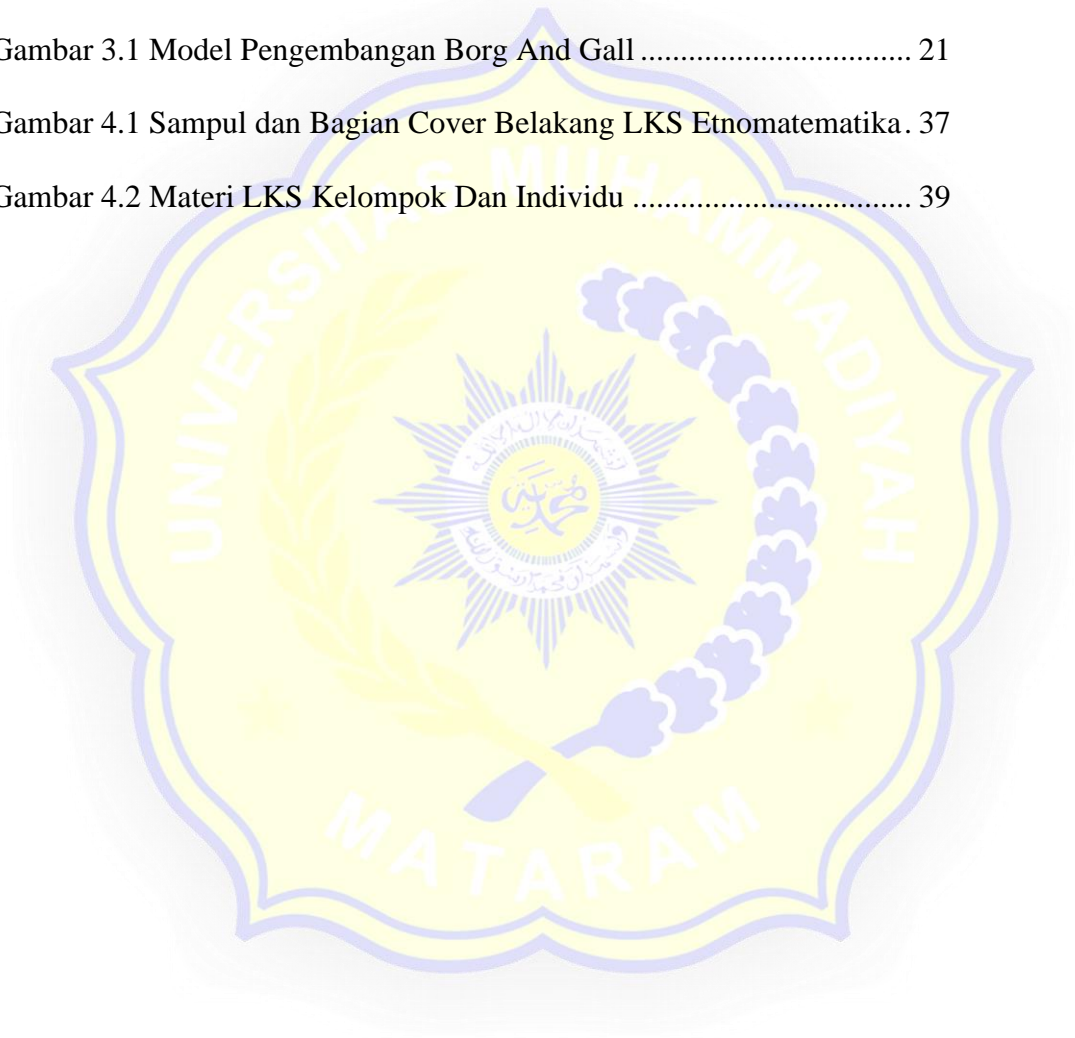 Gambar 3.1 Model Pengembangan Borg And Gall .................................. 21
Gambar 4.1 Sampul dan Bagian Cover Belakang LKS Etnomatematika. 37
Gambar 4.2 Materi LKS Kelompok Dan Individu ................................... 39
UNIVERSITAS MUHAMMADIYAH
MATARAM